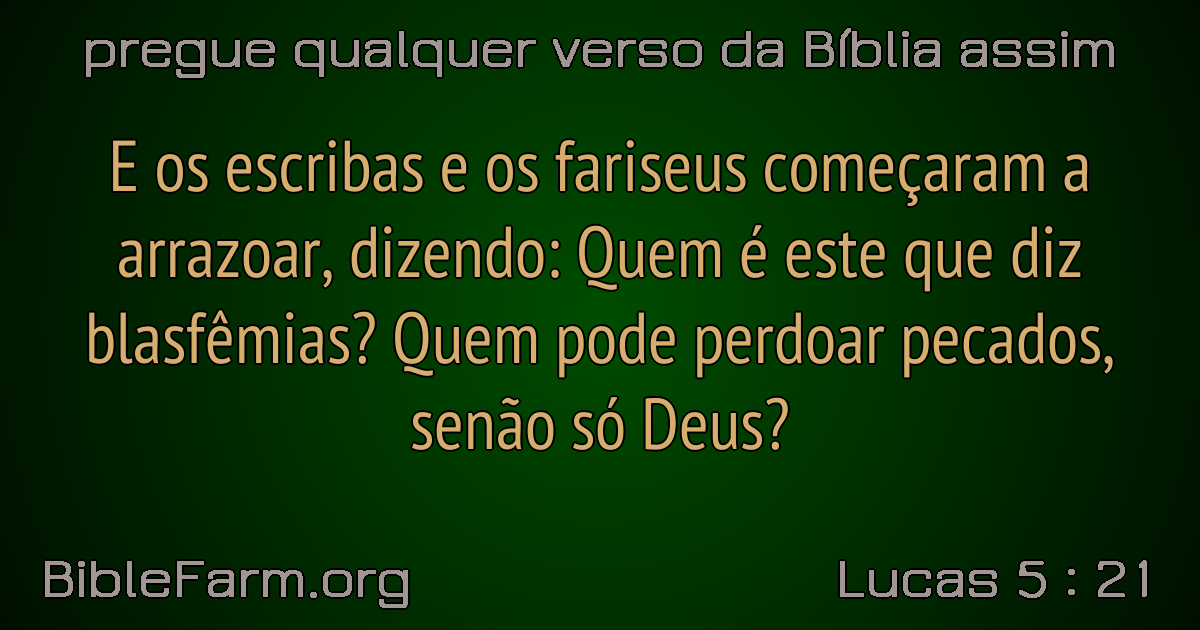 pregue qualquer verso da Bíblia assim
E os escribas e os fariseus começaram a
arrazoar, dizendo: Quem é este que diz
blasfêmias? Quem pode perdoar pecados,
senão só Deus?
BibleFarm.org
Lucas 5 : 21